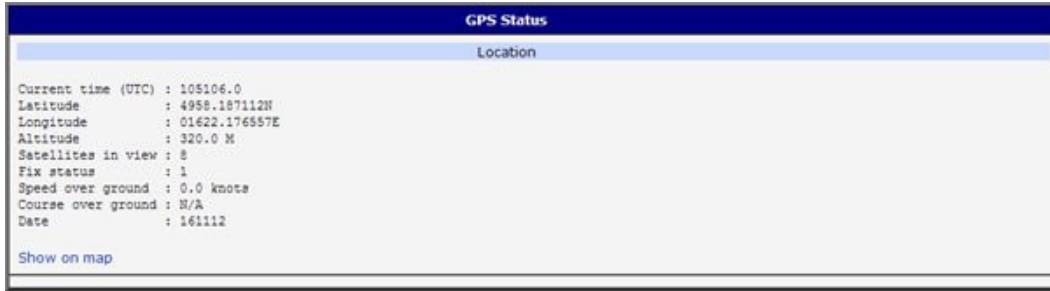 GPS Status
Location
Current time (UTC) : 105106.0
Latitude : 4958.187112N
Longitude : 01622.176557E
Altitude : 320.0 M
Satellites in view : 8
Fix status : 1
Speed over ground : 0.0 knots
Course over ground : N/A
Date : 161112
Show on map